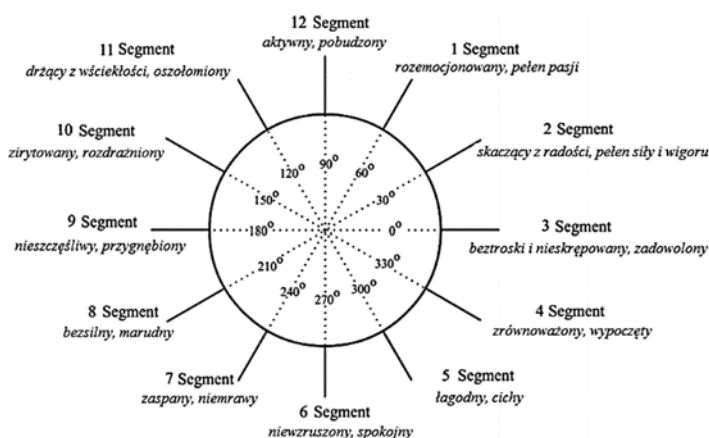 12 Segment
aktywny, pobudzony
11 Segment
drżący z wściekłości, oszołomiony
1 Segment
rozemocjonowany, pełen pasji
10 Segment
zirytowany, rozdrażniony
2 Segment
skaczący z radości, pełen siły i wigoru
9 Segment
nieszczęśliwy, przygnębiony
3 Segment
beztroski i nieskrępowany, zadowolony
8 Segment
bezsilny, marudny
4 Segment
zrównoważony, wypoczęty
7 Segment
zaspany, niemrawy
5 Segment
łagodny, cichy
6 Segment
niewzruszony, spokojny
90°
120°
60°
150°
30°
180°
0°
210°
330°
240°
300°
270°